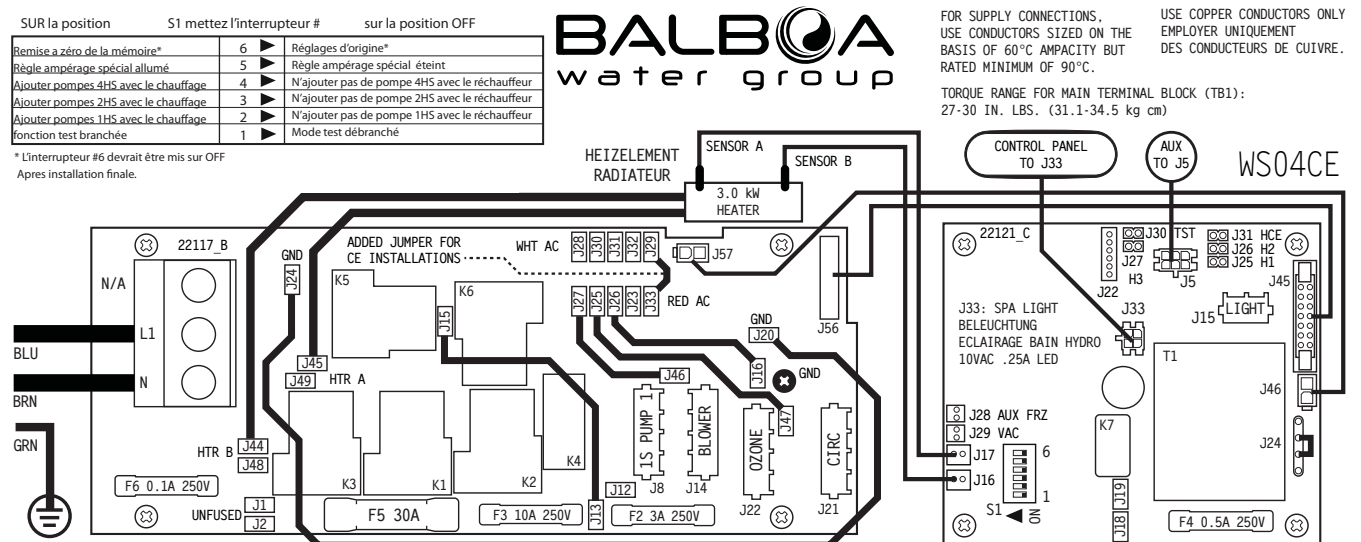 SUR la position S1 mettez l'interrupteur # sur la position OFF
Remise a zéro de la mémoire* 6 Réglages d'origine*
Règle ampérage spécial allumé 5 Règle ampérage spécial éteint
Ajouter pompes 4HS avec le chauffage 4 N'ajouter pas de pompe 4HS avec le réchauffeur
Ajouter pompes 2HS avec le chauffage 3 N'ajouter pas de pompe 2HS avec le réchauffeur
Ajouter pompes 1HS avec le chauffage 2 N'ajouter pas de pompe 1HS avec le réchauffeur
fonction test branchée 1 Mode test débranché
* L'interrupteur #6 devrait être mis sur OFF
Apres installation finale.
BALBOA
water group
FOR SUPPLY CONNECTIONS,
USE CONDUCTORS SIZED ON THE
BASIS OF 60°C AMPACITY BUT
RATED MINIMUM OF 90°C.
USE COPPER CONDUCTORS ONLY
EMPLOYER UNIQUEMENT
DES CONDUCTEURS DE CUIVRE.
TORQUE RANGE FOR MAIN TERMINAL BLOCK (TB1):
27-30 IN. LBS. (31.1-34.5 kg cm)
HEIZELEMENT
RADIATEUR
SENSOR A
SENSOR B
3.0 kW
HEATER
CONTROL PANEL
TO J33
AUX
TO J5
WS04CE
22117_B
GND
J24
ADDED JUMPER FOR
CE INSTALLATIONS
WHT AC
J28
J30
J31
J32
J29
J57
N/A
L1
N
BLU
BRN
GRN
K5
K6
J15
RED AC
J27
J25
J26
J23
J33
J56
GND
J20
J45
J49
HTR A
J46
J16
GND
J47
J44
HTR B
J48
K3
K1
K2
K4
1S PUMP 1
J8
BLOWER
J14
OZONE
J22
CIRC
J21
J12
J13
F6 0.1A 250V
UNFUSED
J1
J2
F5 30A
F3 10A 250V
F2 3A 250V
22121_C
J30 TST
J27
H3
J22
J5
J31 HCE
J26 H2
J25 H1
J45
J33: SPA LIGHT
BELEUCHTUNG
ECLAIRAGE BAIN HYDRO
10VAC .25A LED
J33
J15
LIGHT
T1
J46
J28 AUX FRZ
J29 VAC
J17
J16
6
1
S1
ON
K7
J24
J19
J18
F4 0.5A 250V